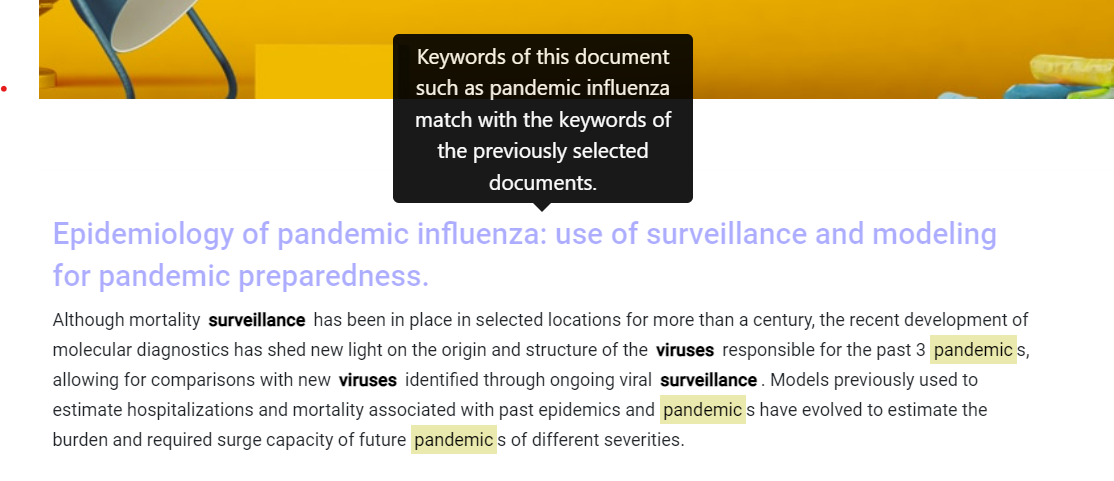 Keywords of this document
such as pandemic influenza
match with the keywords of
the previously selected
documents.
Epidemiology of pandemic influenza: use of surveillance and modeling
for pandemic preparedness.
Although mortality surveillance has been in place in selected locations for more than a century, the recent development of
molecular diagnostics has shed new light on the origin and structure of the viruses responsible for the past 3 pandemic s,
allowing for comparisons with new viruses identified through ongoing viral surveillance . Models previously used to
estimate hospitalizations and mortality associated with past epidemics and pandemic s have evolved to estimate the
burden and required surge capacity of future pandemic s of different severities.